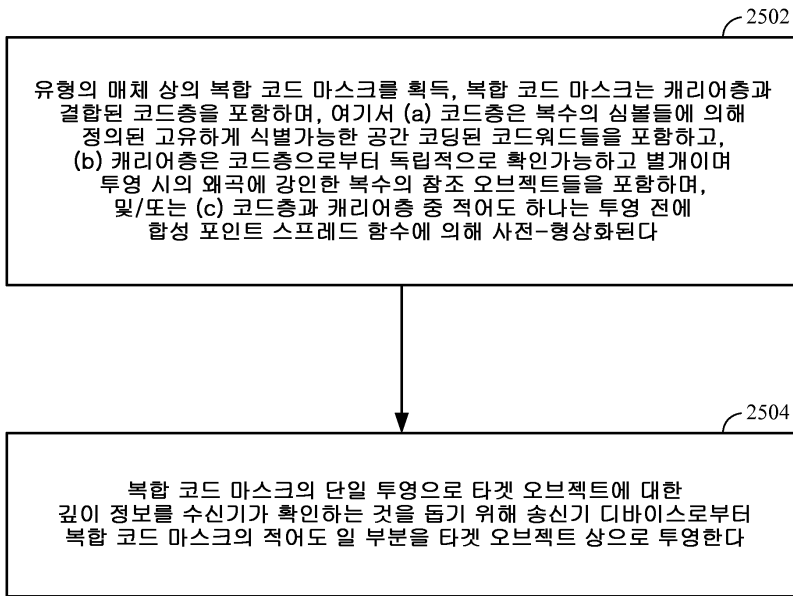 2502
유형의 매체 상의 복합 코드 마스크를 획득, 복합 코드 마스크는 캐리어층과
결합된 코드층을 포함하며, 여기서 (a) 코드층은 복수의 심볼들에 의해
정의된 고유하게 식별가능한 공간 코딩된 코드워드들을 포함하고,
(b) 캐리어층은 코드층으로부터 독립적으로 확인가능하고 별개이며
투영 시의 왜곡에 강인한 복수의 참조 오브젝트들을 포함하며,
및/또는 (c) 코드층과 캐리어층 중 적어도 하나는 투영 전에
합성 포인트 스프레드 함수에 의해 사전-형상화된다
2504
복합 코드 마스크의 단일 투영으로 타겟 오브젝트에 대한
깊이 정보를 수신기가 확인하는 것을 돕기 위해 송신기 디바이스로부터
복합 코드 마스크의 적어도 일 부분을 타겟 오브젝트 상으로 투영한다